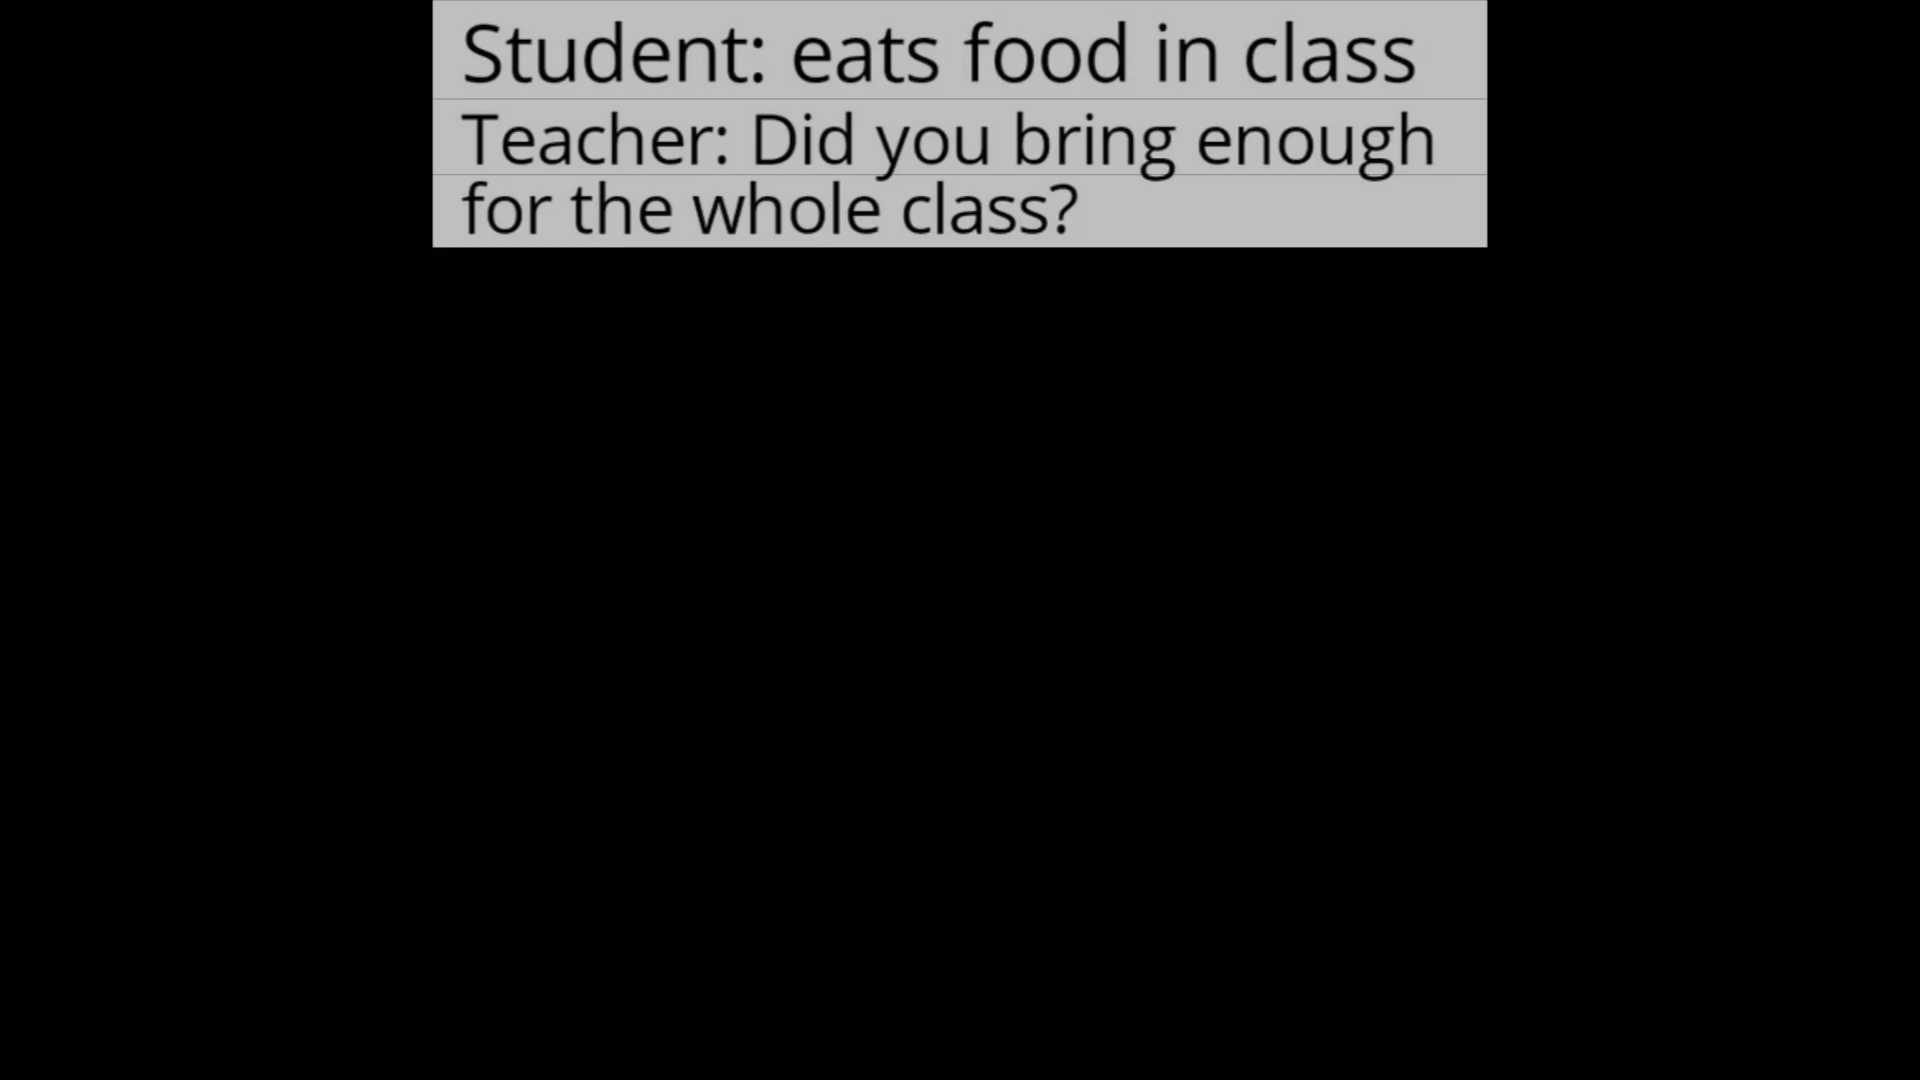 Student: eats food in class
Teacher: Did you bring enough
for the whole class?